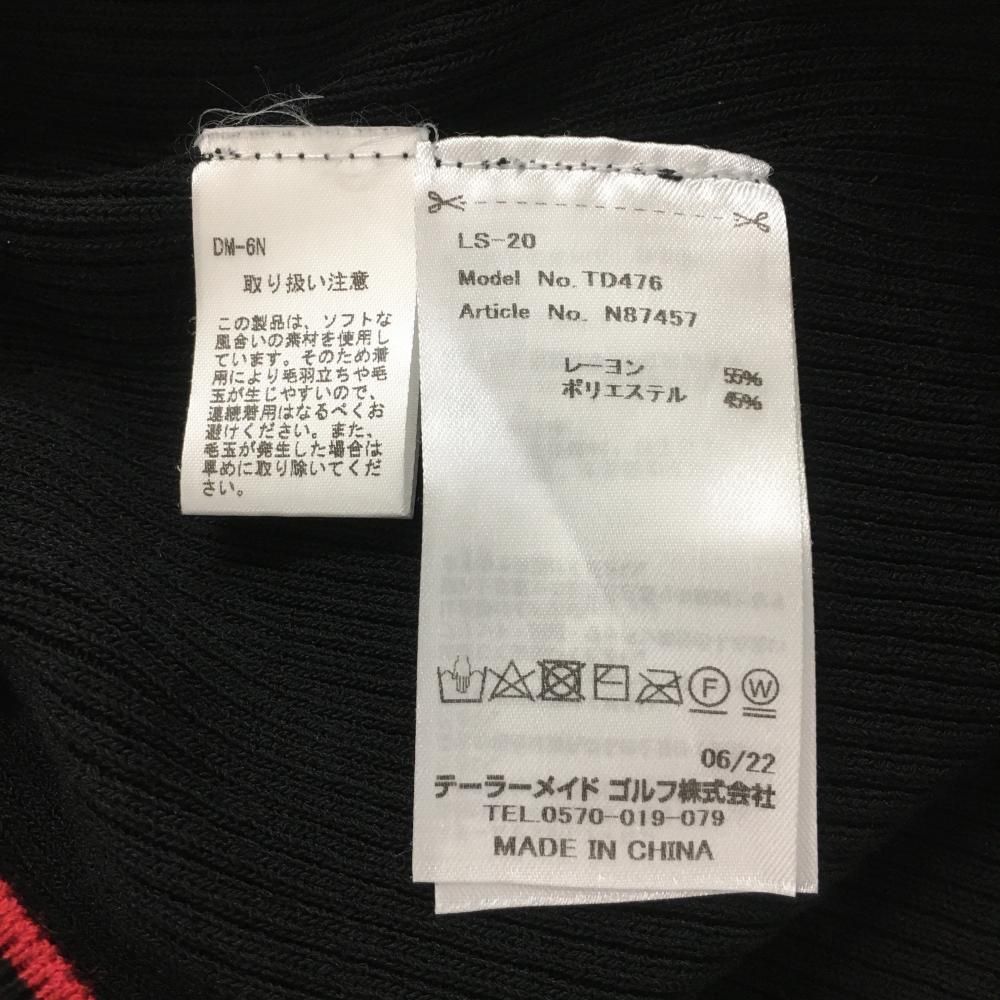 DM-6N
取り扱い注意
この製品は、ソフトな
風合いの素材を使用し
ています。そのため着
用により毛羽立ちや毛
玉が生じやすいので、
連続着用はなるべくお
避けください。また、
毛玉が発生した場合は
早めに取り除いてくだ
さい。
LS-20
Model No. TD476
Article No. N87457
レーヨン 55%
ポリエステル 45%
F W
06/22
テーラーメイド ゴルフ株式会社
TEL.0570-019-079
MADE IN CHINA